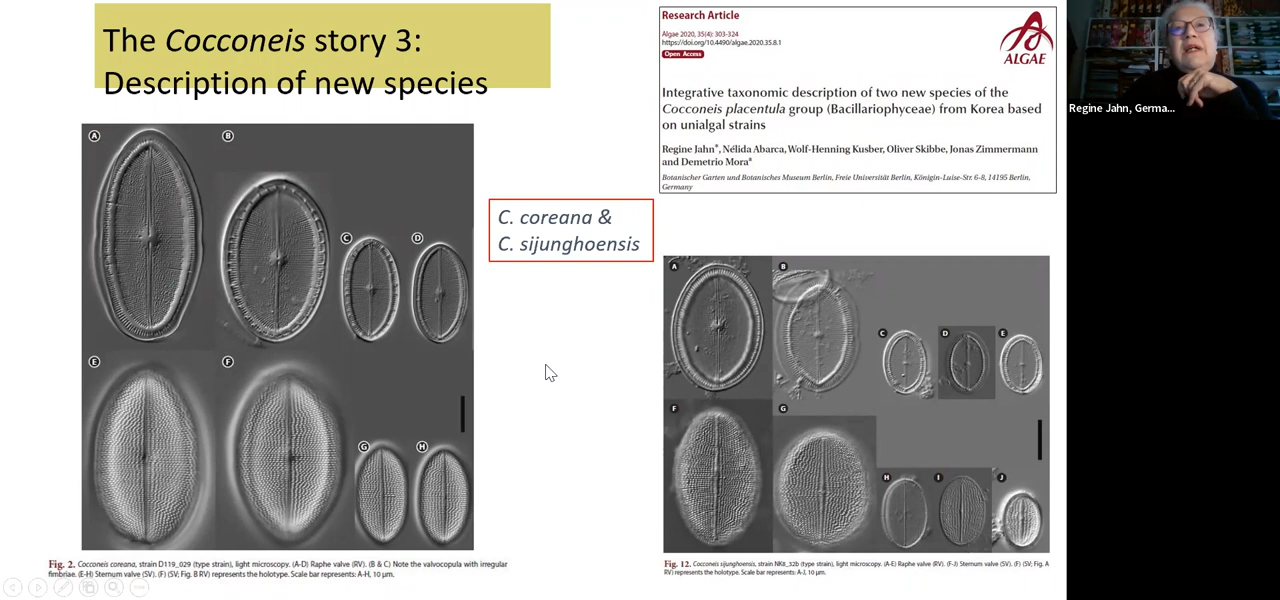 The Cocconeis story 3:
Description of new species
Research Article
Algae 2020, 35(4): 303-324
https://doi.org/10.4490/algae.2020.35.8.1
Open Access
ALGAE
Integrative taxonomic description of two new species of the
Cocconeis placentula group (Bacillariophyceae) from Korea based
on unialgal strains
Regine Jahn*, Nélida Abarca, Wolf-Henning Kusber, Oliver Skibbe, Jonas Zimmermann
and Demetrio Mora
Botanischer Garten und Botanisches Museum Berlin, Freie Universität Berlin, Königin-Luise-Str. 6-8, 14195 Berlin,
Germany
Regine Jahn, Germa...
C. coreana &
C. sijunghoensis
A
B
C
D
E
F
G
H
Fig. 2. Cocconeis coreana, strain D119_029 (type strain), light microscopy. (A-D) Raphe valve (RV). (B & C) Note the valvocopula with irregular
fimbriae. (E-H) Sternum valve (SV). (F) (SV; Fig. B RV) represents the holotype. Scale bar represents: A-H, 10 µm.
A
B
C
D
E
F
G
H
I
J
Fig. 12. Cocconeis sijunghoensis, strain NK8_32b (type strain), light microscopy. (A-E) Raphe valve (RV). (F-J) Sternum valve (SV). (F) (SV; Fig. A
RV) represents the holotype. Scale bar represents: A-J, 10 µm.